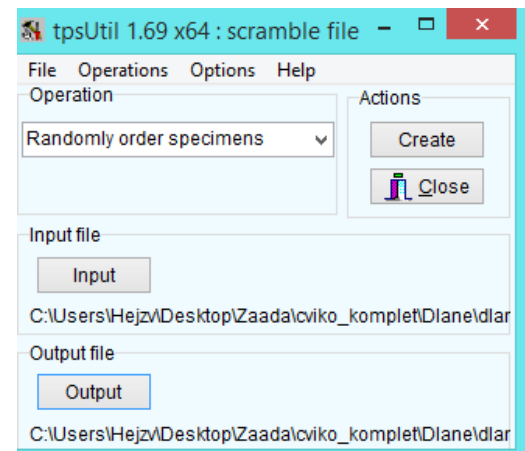 tpsUtil 1.69 x64 : scramble file
File Operations Options Help
Operation
Randomly order specimens
Actions
Create
Close
Input file
Input
C:\Users\Hejzv\Desktop\Zaada\cviko_komplet\Dlane\dlar
Output file
Output
C:\Users\Hejzv\Desktop\Zaada\cviko_komplet\Dlane\dlar